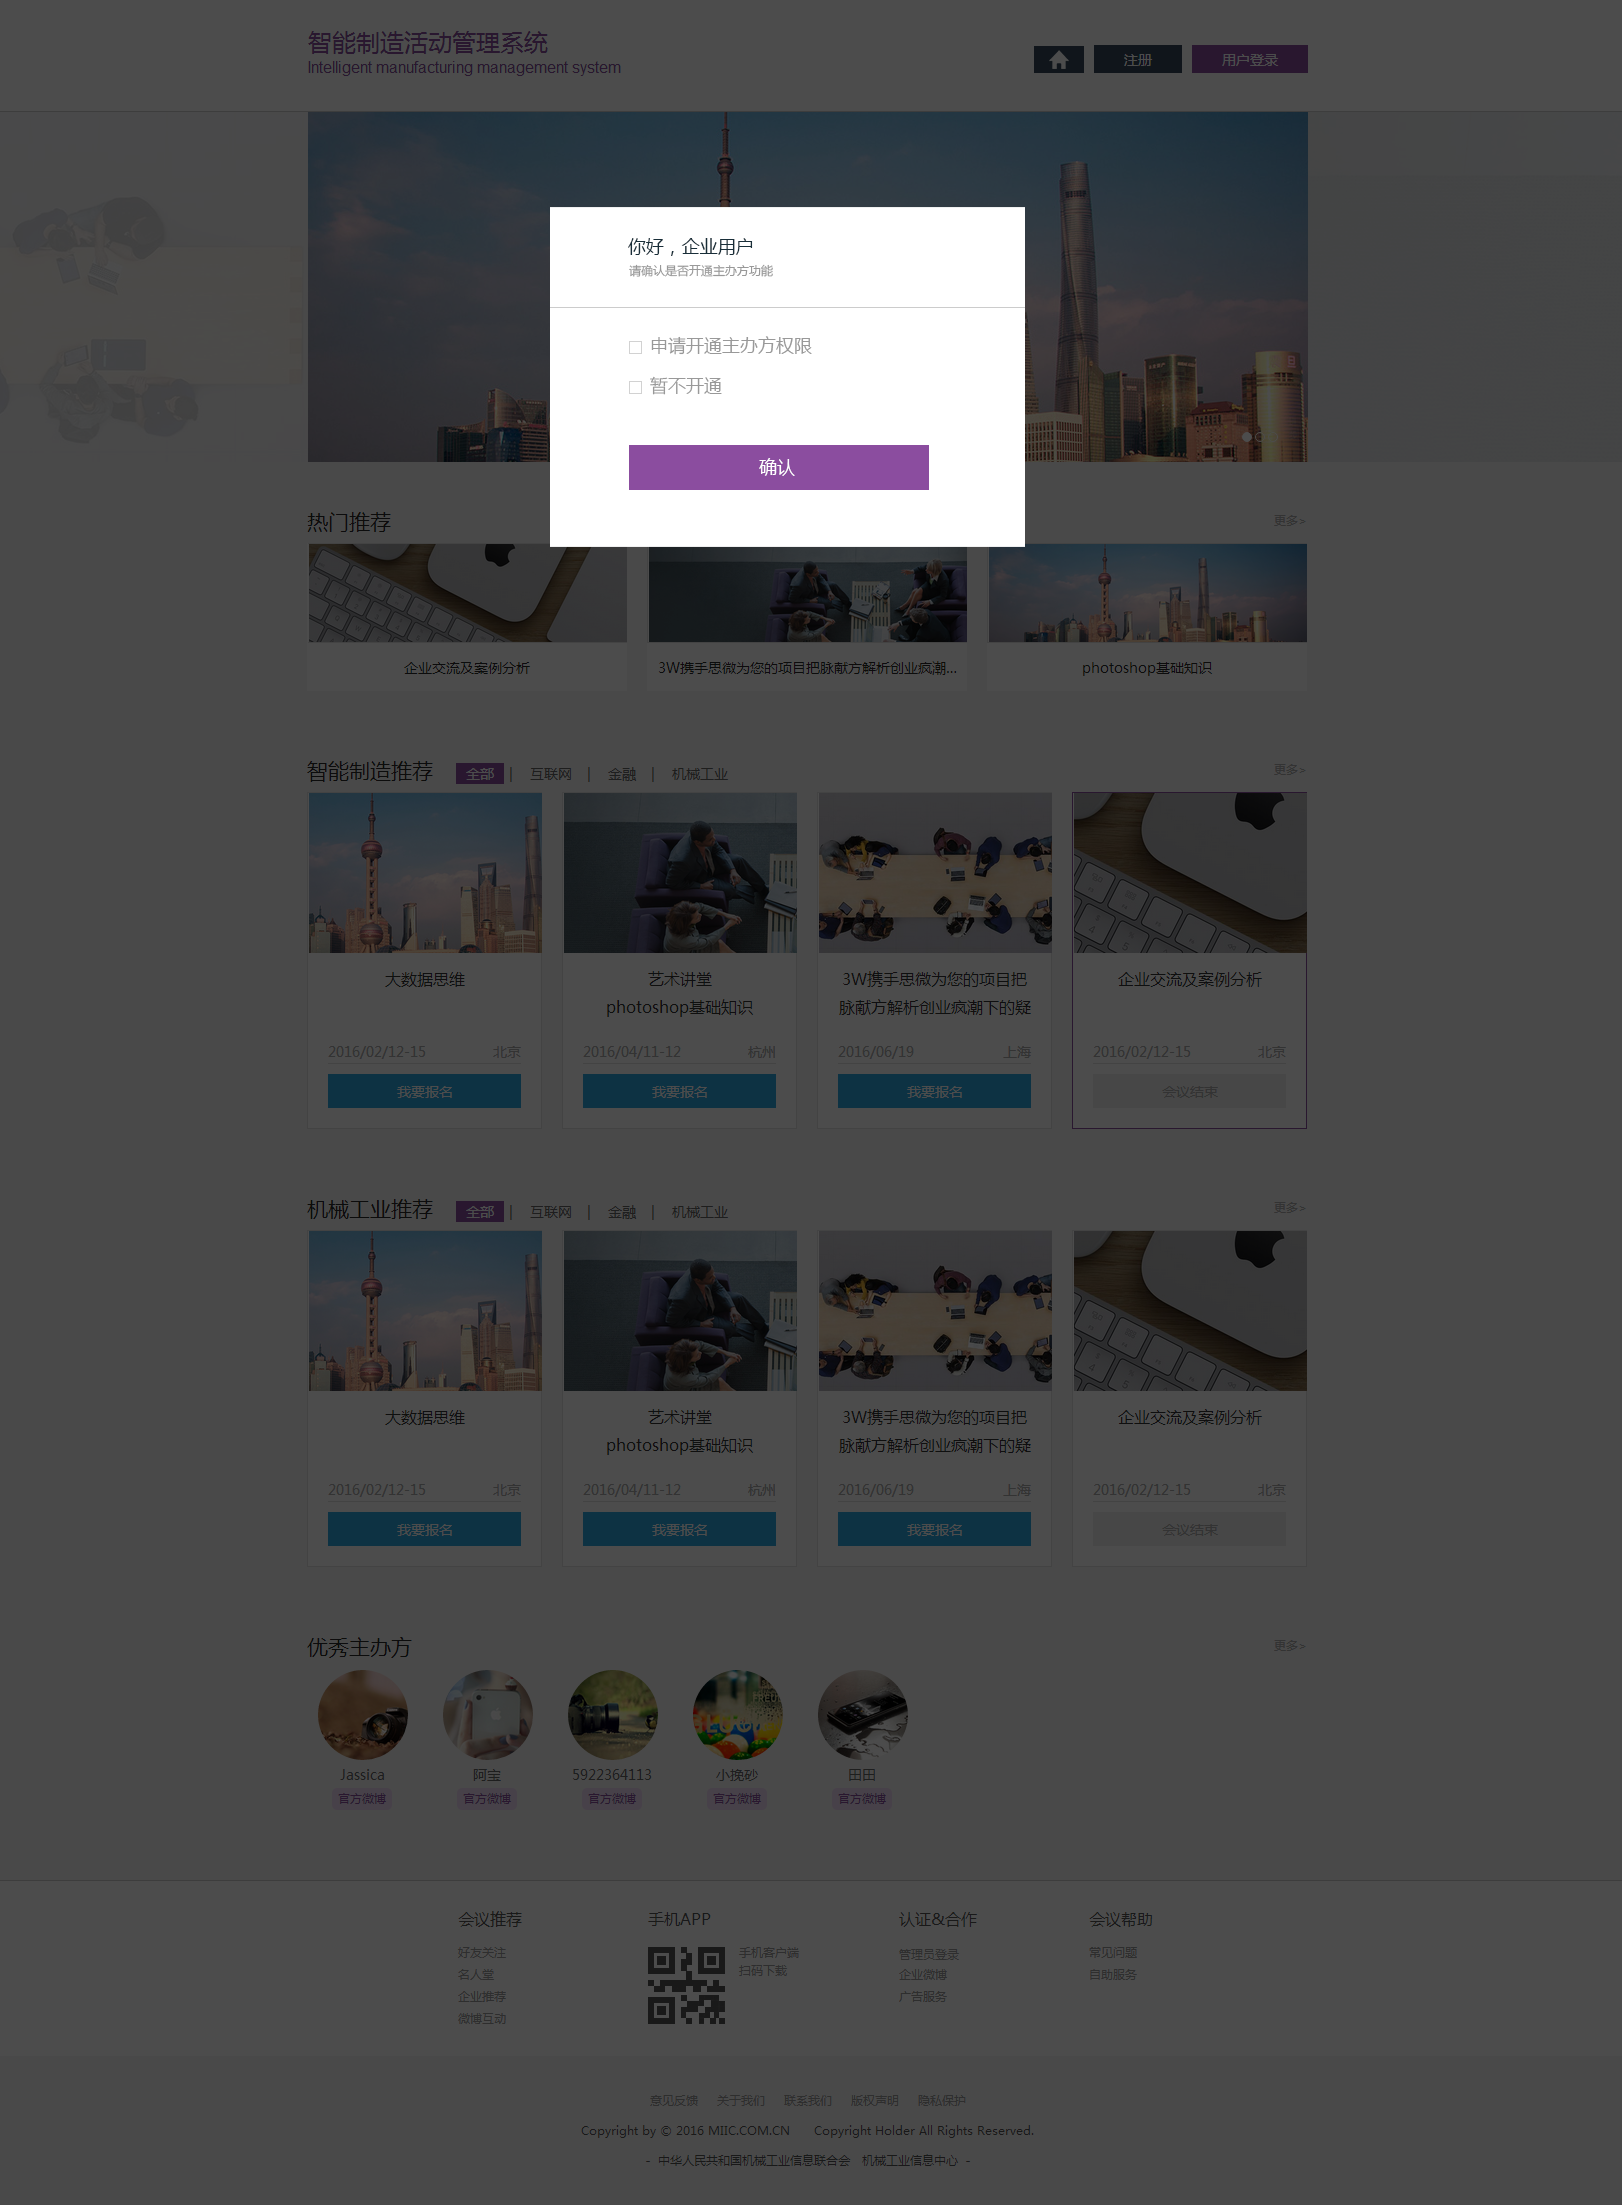 智能制造活动管理系统
Intelligent manufacturing management system
注册
用户登录
你好，企业用户
请确认是否开通主办方功能
申请开通主办方权限
暂不开通
确认
热门推荐
更多>
企业交流及案例分析
3W携手思微为您的项目把脉献方解析创业疯潮...
photoshop基础知识
智能制造推荐
全部 | 互联网 | 金融 | 机械工业
更多>
大数据思维
2016/02/12-15 北京
我要报名
艺术讲堂
photoshop基础知识
2016/04/11-12 杭州
我要报名
3W携手思微为您的项目把
脉献方解析创业疯潮下的疑
2016/06/19 上海
我要报名
企业交流及案例分析
2016/02/12-15 北京
会议结束
机械工业推荐
全部 | 互联网 | 金融 | 机械工业
更多>
大数据思维
2016/02/12-15 北京
我要报名
艺术讲堂
photoshop基础知识
2016/04/11-12 杭州
我要报名
3W携手思微为您的项目把
脉献方解析创业疯潮下的疑
2016/06/19 上海
我要报名
企业交流及案例分析
2016/02/12-15 北京
会议结束
优秀主办方
更多>
Jassica
官方微博
阿宝
官方微博
5922364113
官方微博
小挽砂
官方微博
田田
官方微博
会议推荐
好友关注
名人堂
企业推荐
微博互动
手机APP
手机客户端
扫码下载
认证&合作
管理员登录
企业微博
广告服务
会议帮助
常见问题
自助服务
意见反馈 关于我们 联系我们 版权声明 隐私保护
Copyright by © 2016 MIIC.COM.CN Copyright Holder All Rights Reserved.
- 中华人民共和国机械工业信息联合会 机械工业信息中心 -